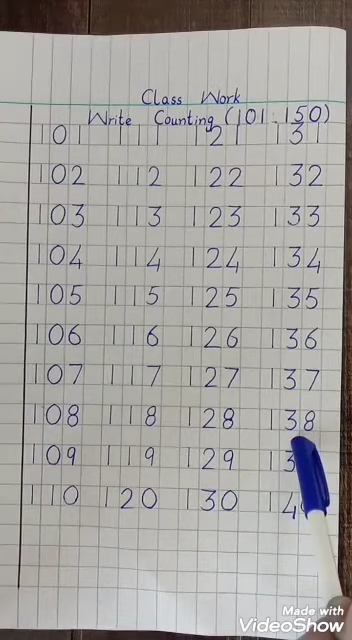 Class Work
Write Counting (101-150)
101 111 121 131
102 112 122 132
103 113 123 133
104 114 124 134
105 115 125 135
106 116 126 136
107 117 127 137
108 118 128 138
109 119 129
110 120 130
Made with
VideoShow